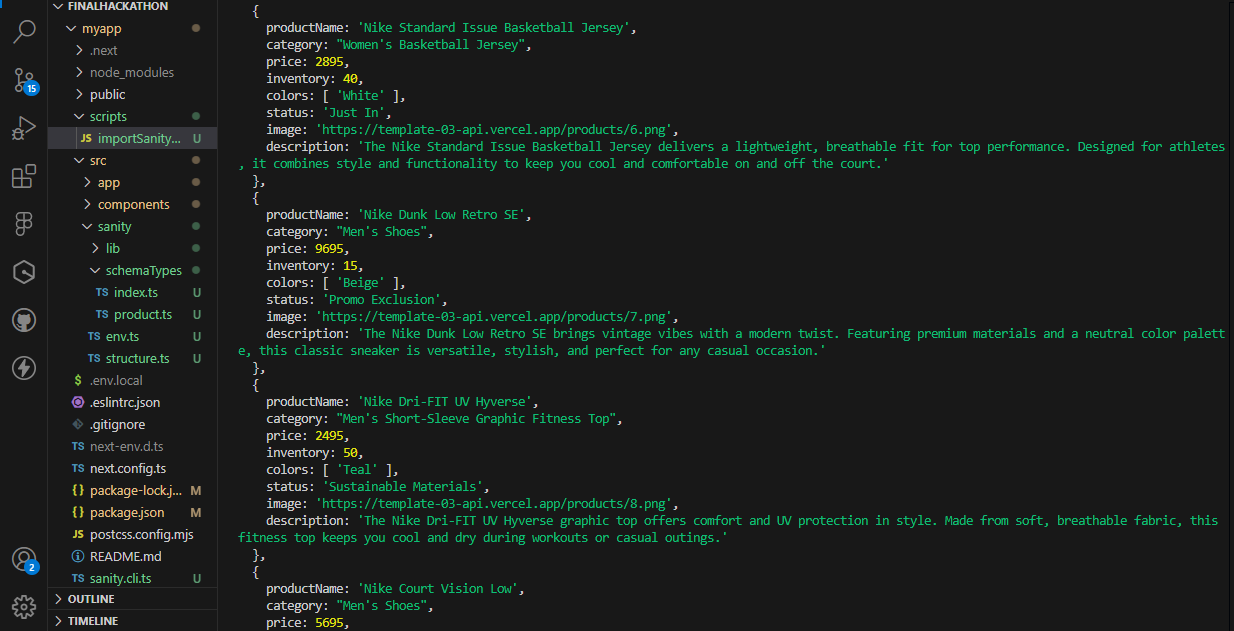 FINALHACKATHON
myapp
.next
node_modules
public
scripts
JS importSanity... U
src
app
components
sanity
lib
schemaTypes
TS index.ts U
TS product.ts U
TS env.ts U
TS structure.ts U
$ .env.local
.eslintrc.json
.gitignore
TS next-env.d.ts
TS next.config.ts
{} package-lock.j... M
{} package.json M
JS postcss.config.mjs
README.md
TS sanity.cli.ts U
OUTLINE
TIMELINE
15
2
{
productName: 'Nike Standard Issue Basketball Jersey',
category: "Women's Basketball Jersey",
price: 2895,
inventory: 40,
colors: [ 'White' ],
status: 'Just In',
image: 'https://template-03-api.vercel.app/products/6.png',
description: 'The Nike Standard Issue Basketball Jersey delivers a lightweight, breathable fit for top performance. Designed for athletes
, it combines style and functionality to keep you cool and comfortable on and off the court.'
},
{
productName: 'Nike Dunk Low Retro SE',
category: "Men's Shoes",
price: 9695,
inventory: 15,
colors: [ 'Beige' ],
status: 'Promo Exclusion',
image: 'https://template-03-api.vercel.app/products/7.png',
description: 'The Nike Dunk Low Retro SE brings vintage vibes with a modern twist. Featuring premium materials and a neutral color palett
e, this classic sneaker is versatile, stylish, and perfect for any casual occasion.'
},
{
productName: 'Nike Dri-FIT UV Hyverse',
category: "Men's Short-Sleeve Graphic Fitness Top",
price: 2495,
inventory: 50,
colors: [ 'Teal' ],
status: 'Sustainable Materials',
image: 'https://template-03-api.vercel.app/products/8.png',
description: 'The Nike Dri-FIT UV Hyverse graphic top offers comfort and UV protection in style. Made from soft, breathable fabric, this
fitness top keeps you cool and dry during workouts or casual outings.'
},
{
productName: 'Nike Court Vision Low',
category: "Men's Shoes",
price: 5695,